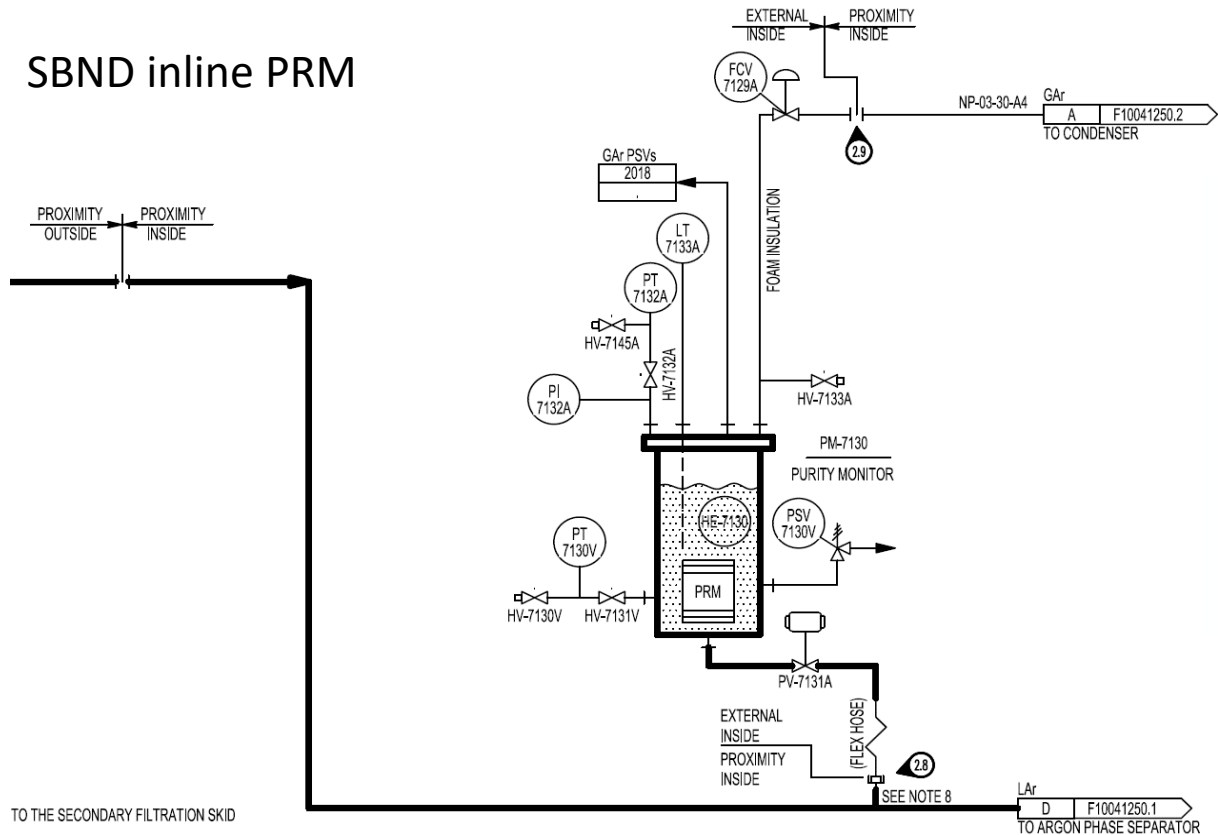 SBND inline PRM
EXTERNAL
INSIDE
PROXIMITY
INSIDE
FCV
7129A
NP-03-30-A4
GAr
A
F10041250.2
TO CONDENSER
2.9
GAr PSVs
2018
PROXIMITY
OUTSIDE
PROXIMITY
INSIDE
LT
7133A
FOAM INSULATION
PT
7132A
HV-7145A
HV-7132A
PI
7132A
HV-7133A
PM-7130
PURITY MONITOR
HE-7130
PSV
7130V
PT
7130V
PRM
HV-7130V
HV-7131V
PV-7131A
EXTERNAL
INSIDE
PROXIMITY
INSIDE
(FLEX HOSE)
2.8
SEE NOTE 8
LAr
D
F10041250.1
TO ARGON PHASE SEPARATOR
TO THE SECONDARY FILTRATION SKID